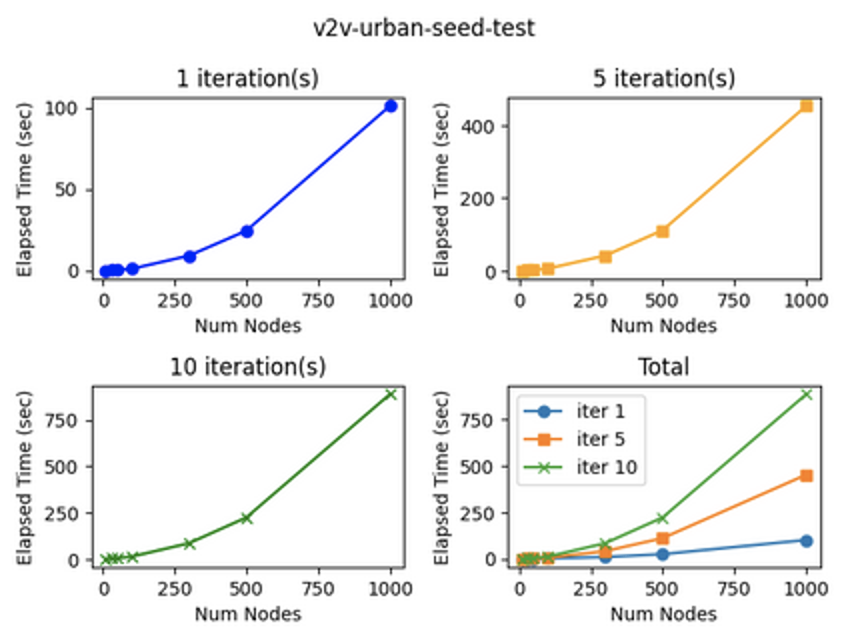 v2v-urban-seed-test
1 iteration(s)
Elapsed Time (sec)
100
50
0
0 250 500 750 1000
Num Nodes
5 iteration(s)
Elapsed Time (sec)
400
200
0
0 250 500 750 1000
Num Nodes
10 iteration(s)
Elapsed Time (sec)
750
500
250
0
0 250 500 750 1000
Num Nodes
Total
Elapsed Time (sec)
750
500
250
0
iter 1
iter 5
iter 10
0 250 500 750 1000
Num Nodes